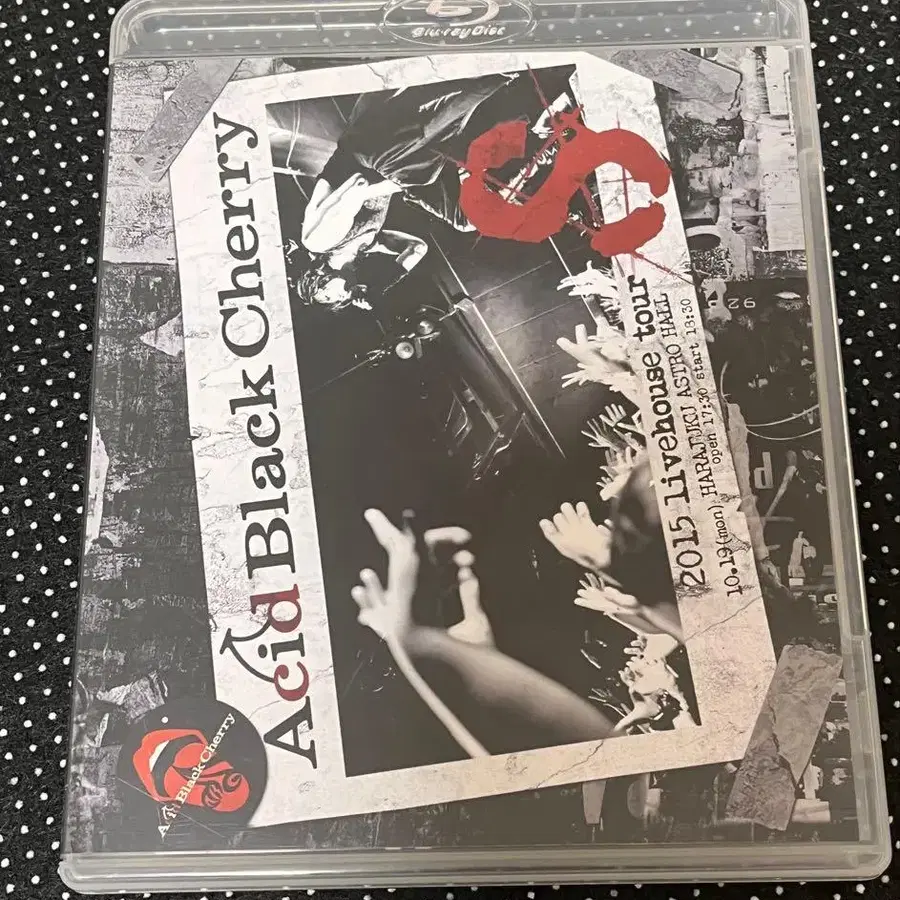 Blu-ray Disc
Acid Black Cherry
2015 livehouse tour
HARAJUKU ASTRO HALL
10.19(mon) open 17:30 start 18:30
Acid Black Cherry
26